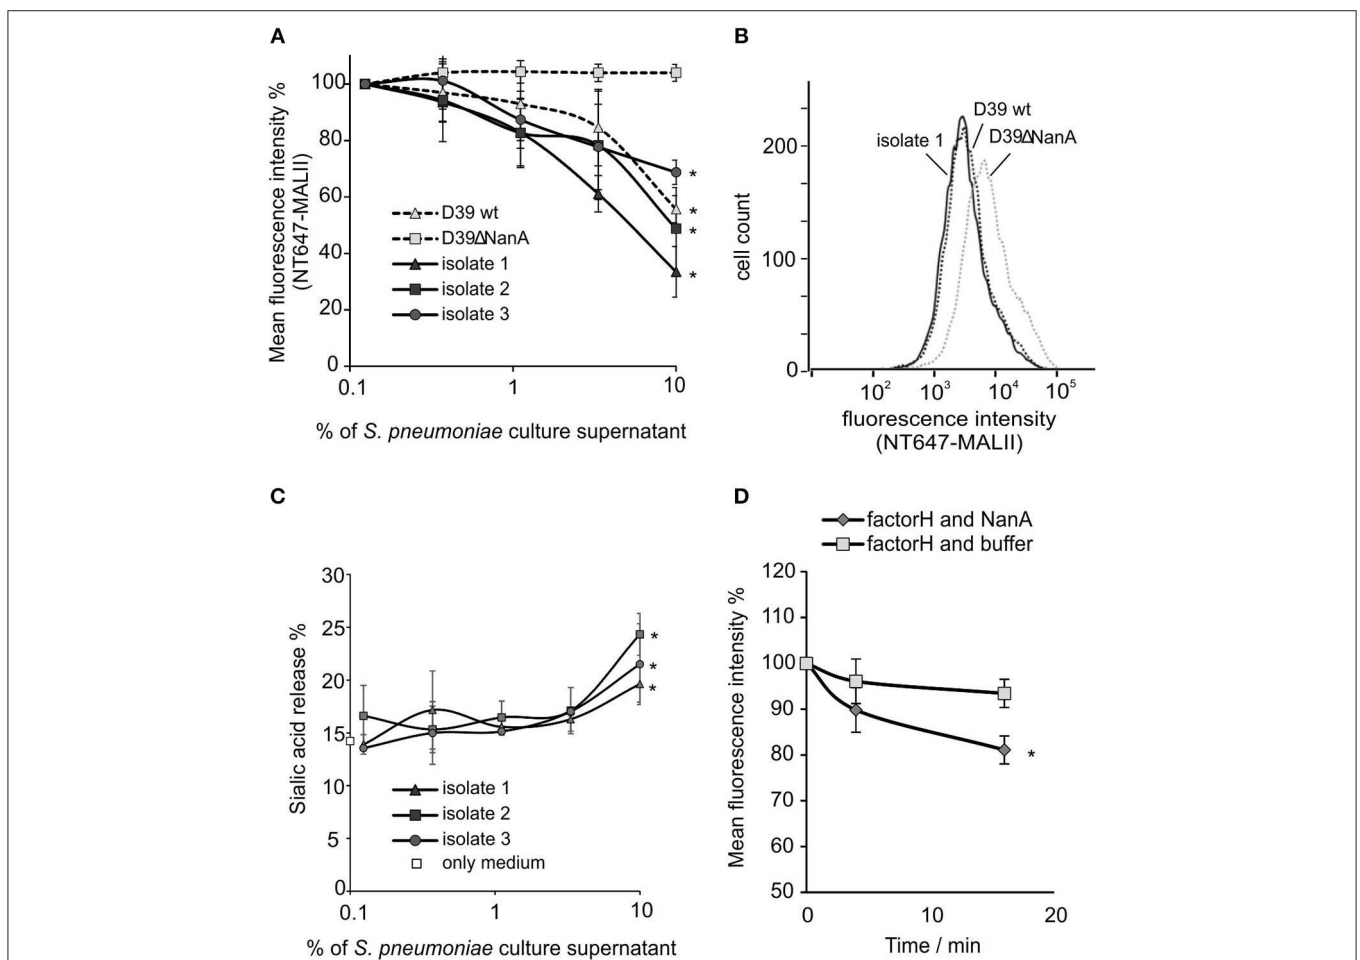 A
Mean fluorescence intensity %
(NT647-MALII)
100
80
60
40
20
0
D39 wt
D39ΔNanA
isolate 1
isolate 2
isolate 3
*
*
*
*
0.1
1
10
% of S. pneumoniae culture supernatant
B
cell count
200
100
0
isolate 1
D39 wt
D39ΔNanA
10²
10³
10⁴
10⁵
fluorescence intensity
(NT647-MALII)
C
Sialic acid release %
30
25
20
15
10
5
0
*
*
*
isolate 1
isolate 2
isolate 3
only medium
0.1
1
10
% of S. pneumoniae culture supernatant
D
factorH and NanA
factorH and buffer
Mean fluorescence intensity %
120
110
100
90
80
70
60
50
*
0
10
20
Time / min